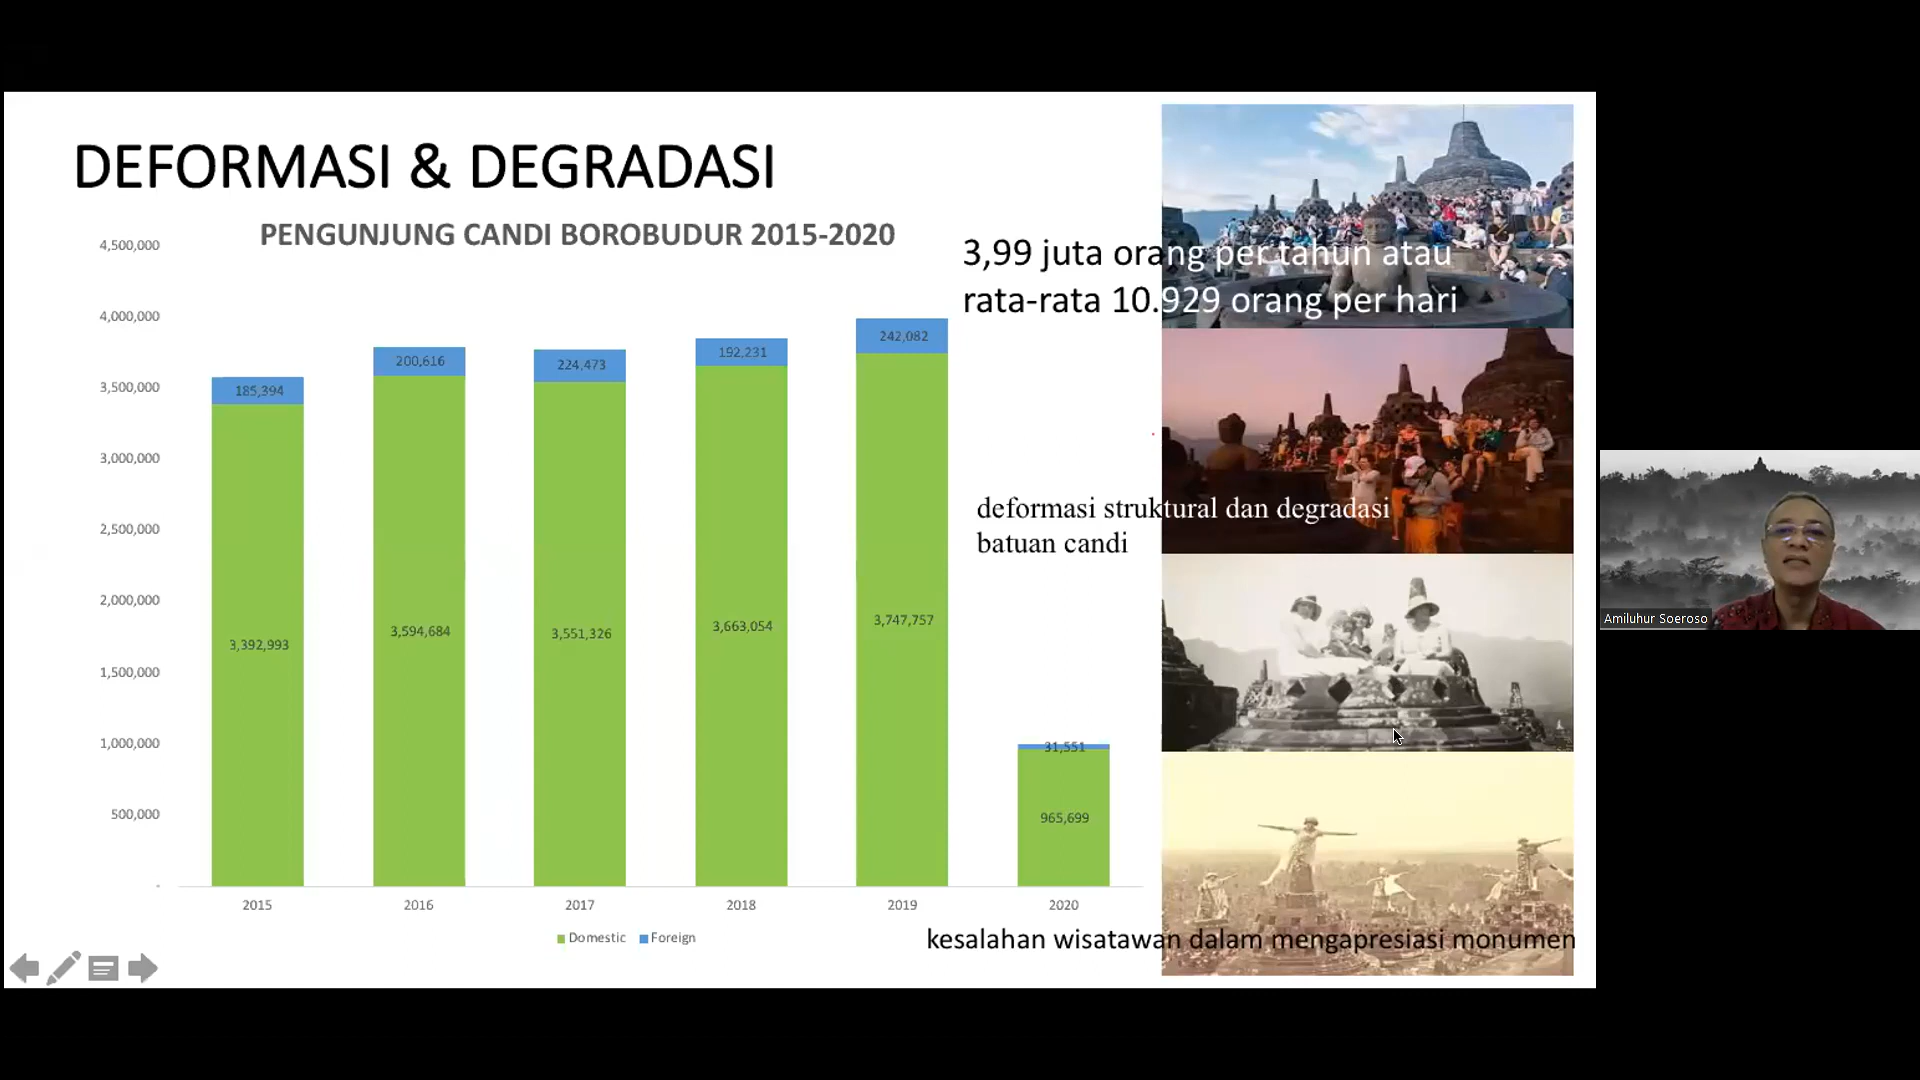 DEFORMASI & DEGRADASI
PENGUNJUNG CANDI BOROBUDUR 2015-2020
4,500,000
4,000,000
3,500,000
3,000,000
2,500,000
2,000,000
1,500,000
1,000,000
500,000
-
185,394
200,616
224,473
192,231
242,082
31,551
3,392,993
3,594,684
3,551,326
3,663,054
3,747,757
965,699
2015
2016
2017
2018
2019
2020
Domestic
Foreign
3,99 juta orang per tahun atau
rata-rata 10.929 orang per hari
deformasi struktural dan degradasi
batuan candi
kesalahan wisatawan dalam mengapresiasi monumen
Amiluhur Soeroso